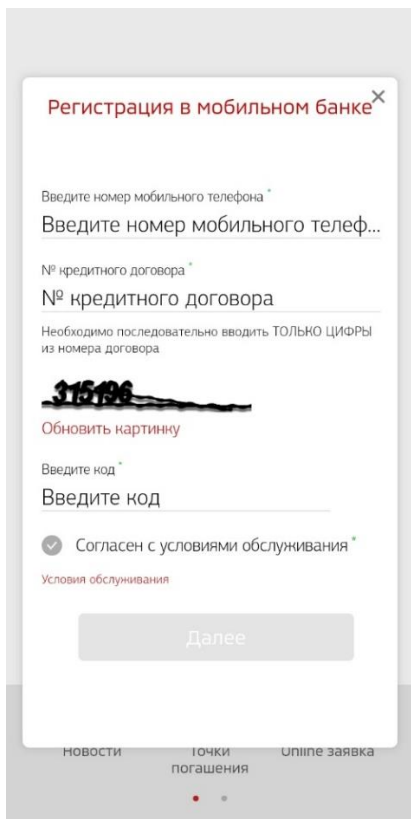 Регистрация в мобильном банке
Введите номер мобильного телефона *
Введите номер мобильного телеф...
№ кредитного договора *
№ кредитного договора
Необходимо последовательно вводить ТОЛЬКО ЦИФРЫ
из номера договора
315196
Обновить картинку
Введите код *
Введите код
Согласен с условиями обслуживания *
Условия обслуживания
Далее
Новости Точки Online заявка
погашения